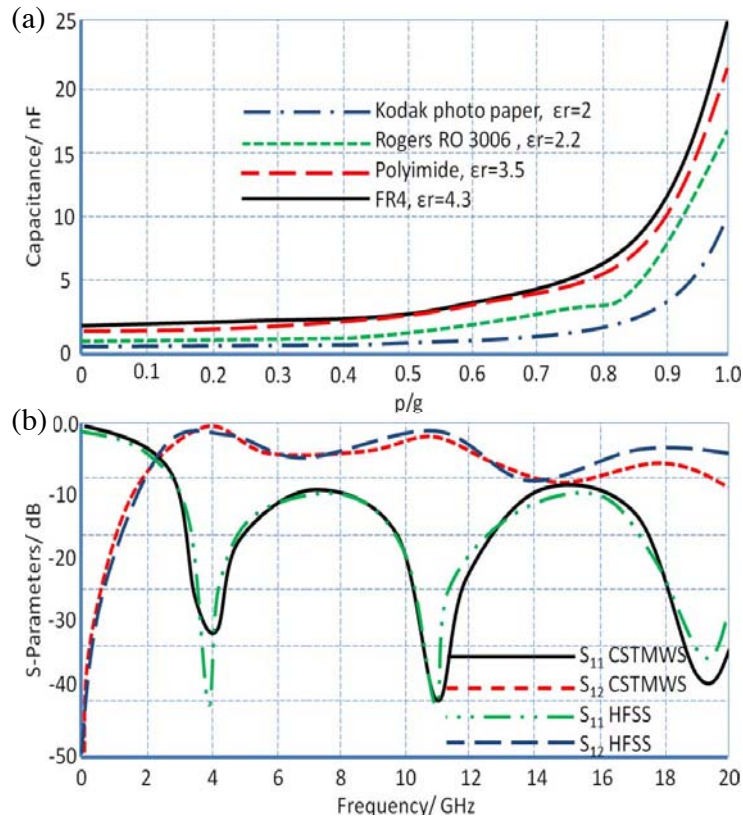 (a)
25
20
15
10
5
0
Capacitance/ nF
Kodak photo paper, εr=2
Rogers RO 3006 , εr=2.2
Polyimide, εr=3.5
FR4, εr=4.3
0 0.1 0.2 0.3 0.4 0.5 0.6 0.7 0.8 0.9 1.0
p/g
(b)
0.0
-10
-20
-30
-40
-50
S-Parameters/ dB
S11 CSTMWS
S12 CSTMWS
S11 HFSS
S12 HFSS
0 2 4 6 8 10 12 14 16 18 20
Frequency/ GHz